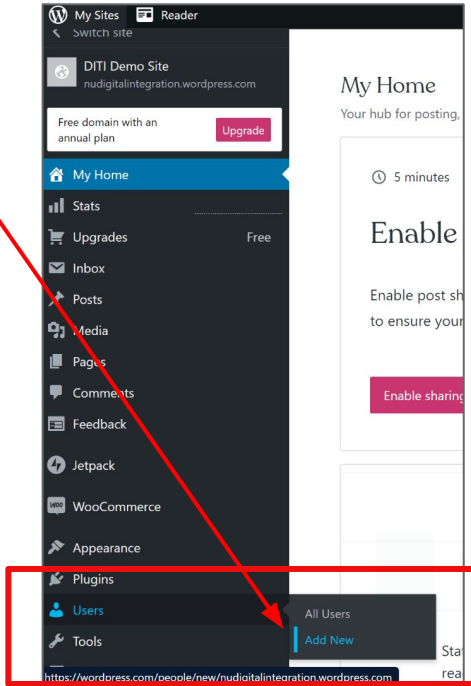 My Sites Reader
Switch site
DITI Demo Site
nudigitalintegration.wordpress.com
Free domain with an
annual plan
Upgrade
My Home
Stats
Upgrades Free
Inbox
Posts
Media
Pages
Comments
Feedback
Jetpack
WooCommerce
Appearance
Plugins
Users
Tools
All Users
Add New
https://wordpress.com/people/new/nudigitalintegration.wordpress.com
My Home
Your hub for posting,
5 minutes
Enable
Enable post sh
to ensure your
Enable sharing
Stat
rea